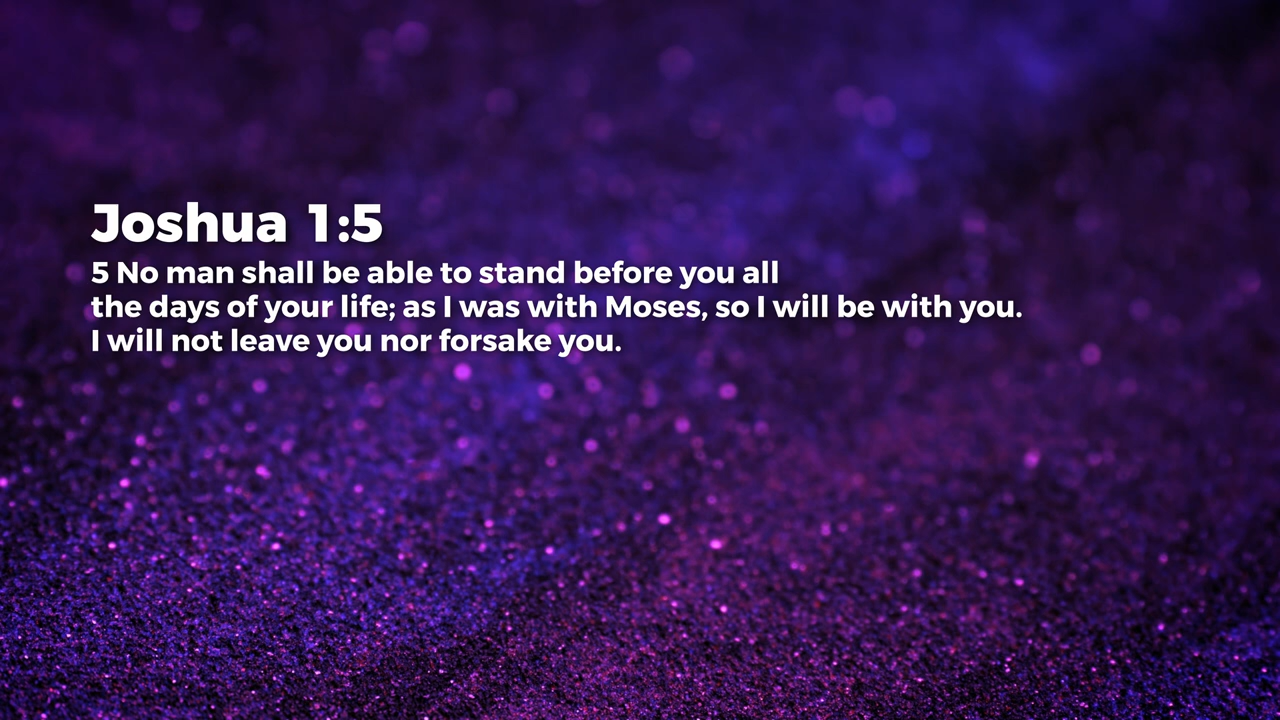 Joshua 1:5
5 No man shall be able to stand before you all
the days of your life; as I was with Moses, so I will be with you.
I will not leave you nor forsake you.